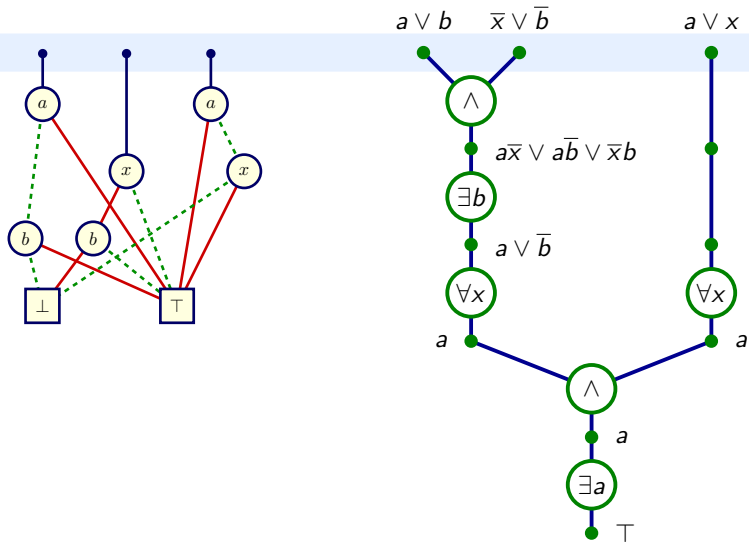 a ∨ b
x̅ ∨ b̅
a ∨ x
a
a
∧
ax̅ ∨ ab̅ ∨ x̅b
x
x
∃b
b
b
a ∨ b̅
⊥
⊤
∀x
∀x
a
a
∧
a
∃a
⊤